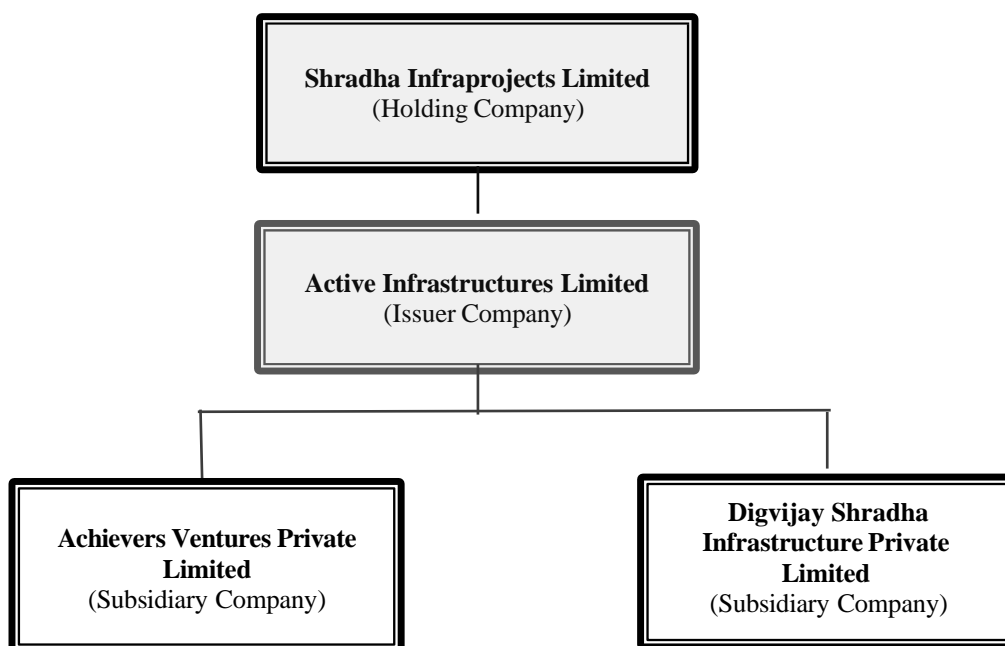 Shradha Infraprojects Limited
(Holding Company)
Active Infrastructures Limited
(Issuer Company)
Achievers Ventures Private
Limited
(Subsidiary Company)
Digvijay Shradha
Infrastructure Private
Limited
(Subsidiary Company)